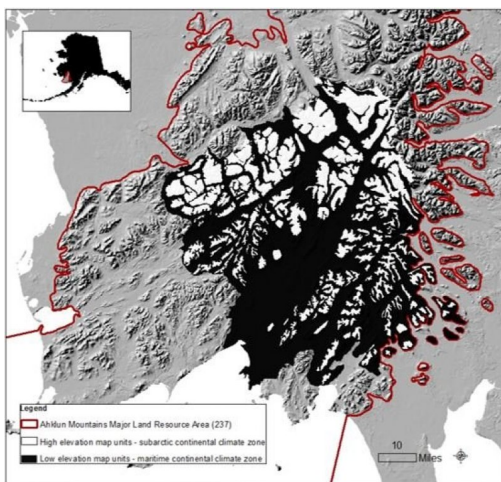 Legend
Ahklun Mountains Major Land Resource Area (237)
High elevation map units - subarctic continental climate zone
Low elevation map units - maritime continental climate zone
10
Miles